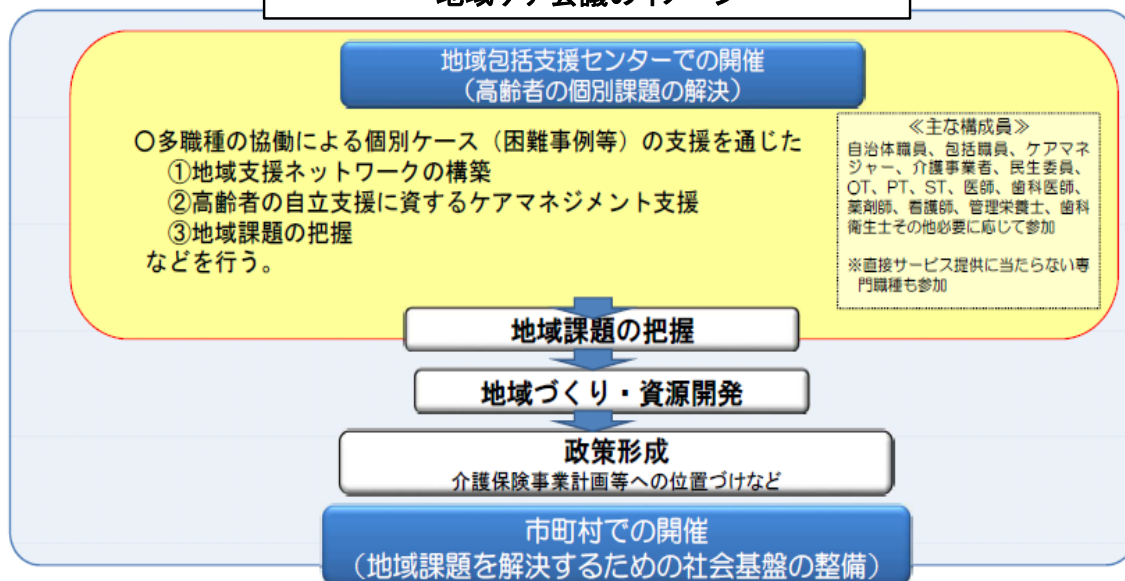 地域ケア会議のイメージ
地域包括支援センターでの開催
(高齢者の個別課題の解決)
〇多職種の協働による個別ケース(困難事例等)の支援を通じた
①地域支援ネットワークの構築
②高齢者の自立支援に資するケアマネジメント支援
③地域課題の把握
などを行う。
≪主な構成員≫
自治体職員、包括職員、ケアマネ
ジャー、介護事業者、民生委員、
OT、PT、ST、医師、歯科医師、
薬剤師、看護師、管理栄養士、歯科
衛生士その他必要に応じて参加
※直接サービス提供に当たらない専
門職種も参加
地域課題の把握
地域づくり・資源開発
政策形成
介護保険事業計画等への位置づけなど
市町村での開催
(地域課題を解決するための社会基盤の整備)